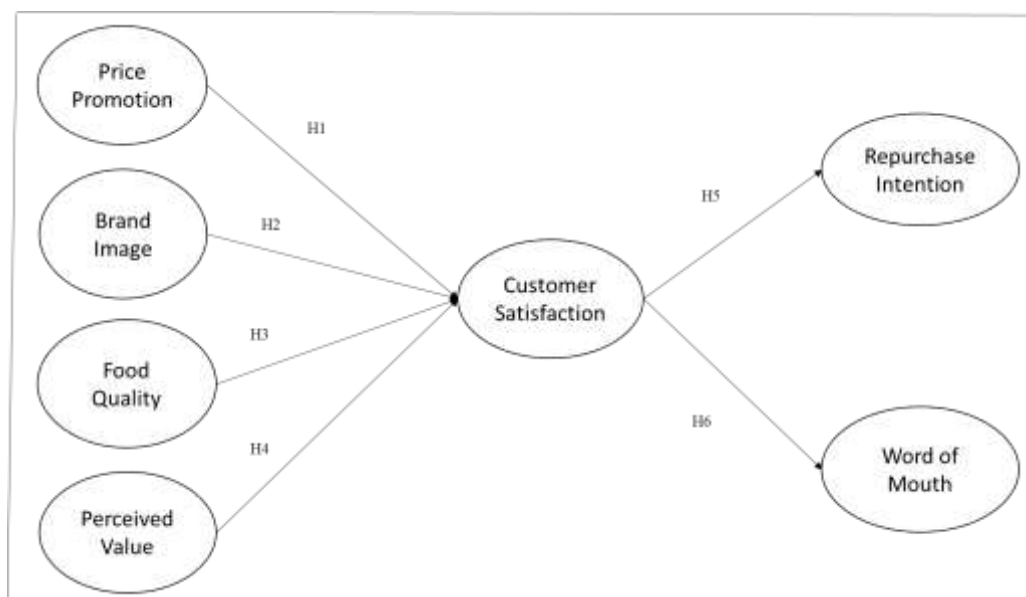 Price
Promotion
H1
Brand
Image
H2
Food
Quality
H3
Perceived
Value
H4
Customer
Satisfaction
H5
Repurchase
Intention
H6
Word of
Mouth